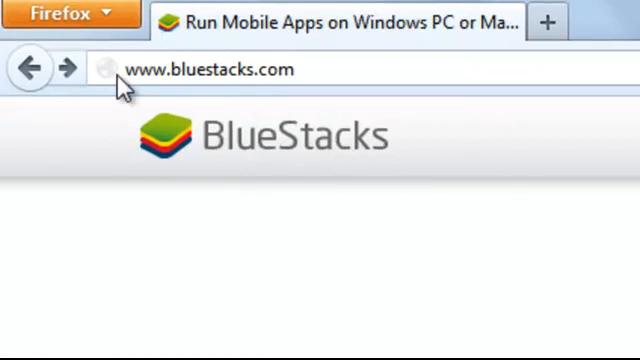 Firefox
Run Mobile Apps on Windows PC or Ma...
www.bluestacks.com
BlueStacks